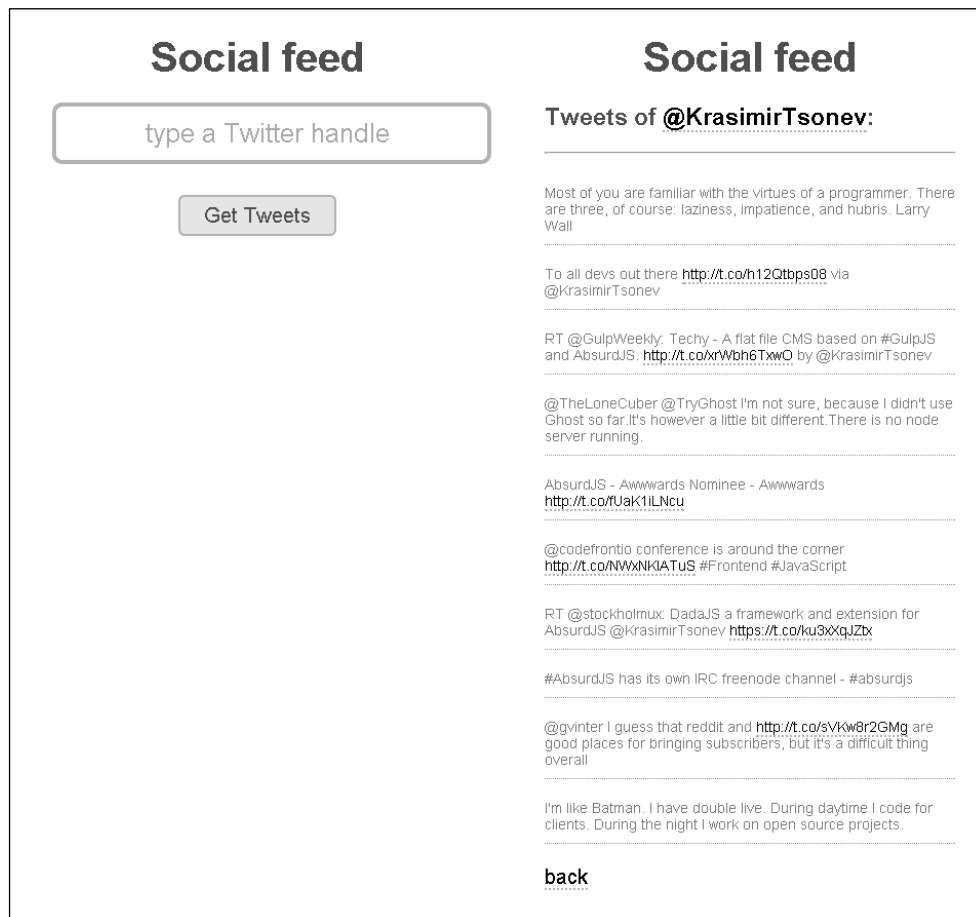 Social feed
type a Twitter handle
Get Tweets
Social feed
Tweets of @KrasimirTsonev:
Most of you are familiar with the virtues of a programmer. There
are three, of course: laziness, impatience, and hubris. Larry
Wall
To all devs out there http://t.co/h12Qtbps08 via
@KrasimirTsonev
RT @GulpWeekly: Techy - A flat file CMS based on #GulpJS
and AbsurdJS. http://t.co/xrWbh6TxwO by @KrasimirTsonev
@TheLoneCuber @TryGhost I'm not sure, because I didn't use
Ghost so far.It's however a little bit different.There is no node
server running.
AbsurdJS - Awwwards Nominee - Awwwards
http://t.co/fUaK1iLNcu
@codefrontio conference is around the corner
http://t.co/NWxNKIATuS #Frontend #JavaScript
RT @stockholmux: DadaJS a framework and extension for
AbsurdJS @KrasimirTsonev https://t.co/ku3xXqJZtx
#AbsurdJS has its own IRC freenode channel - #absurdjs
@gvinter I guess that reddit and http://t.co/sVKw8r2GMg are
good places for bringing subscribers, but it's a difficult thing
overall
I'm like Batman. I have double live. During daytime I code for
clients. During the night I work on open source projects.
back